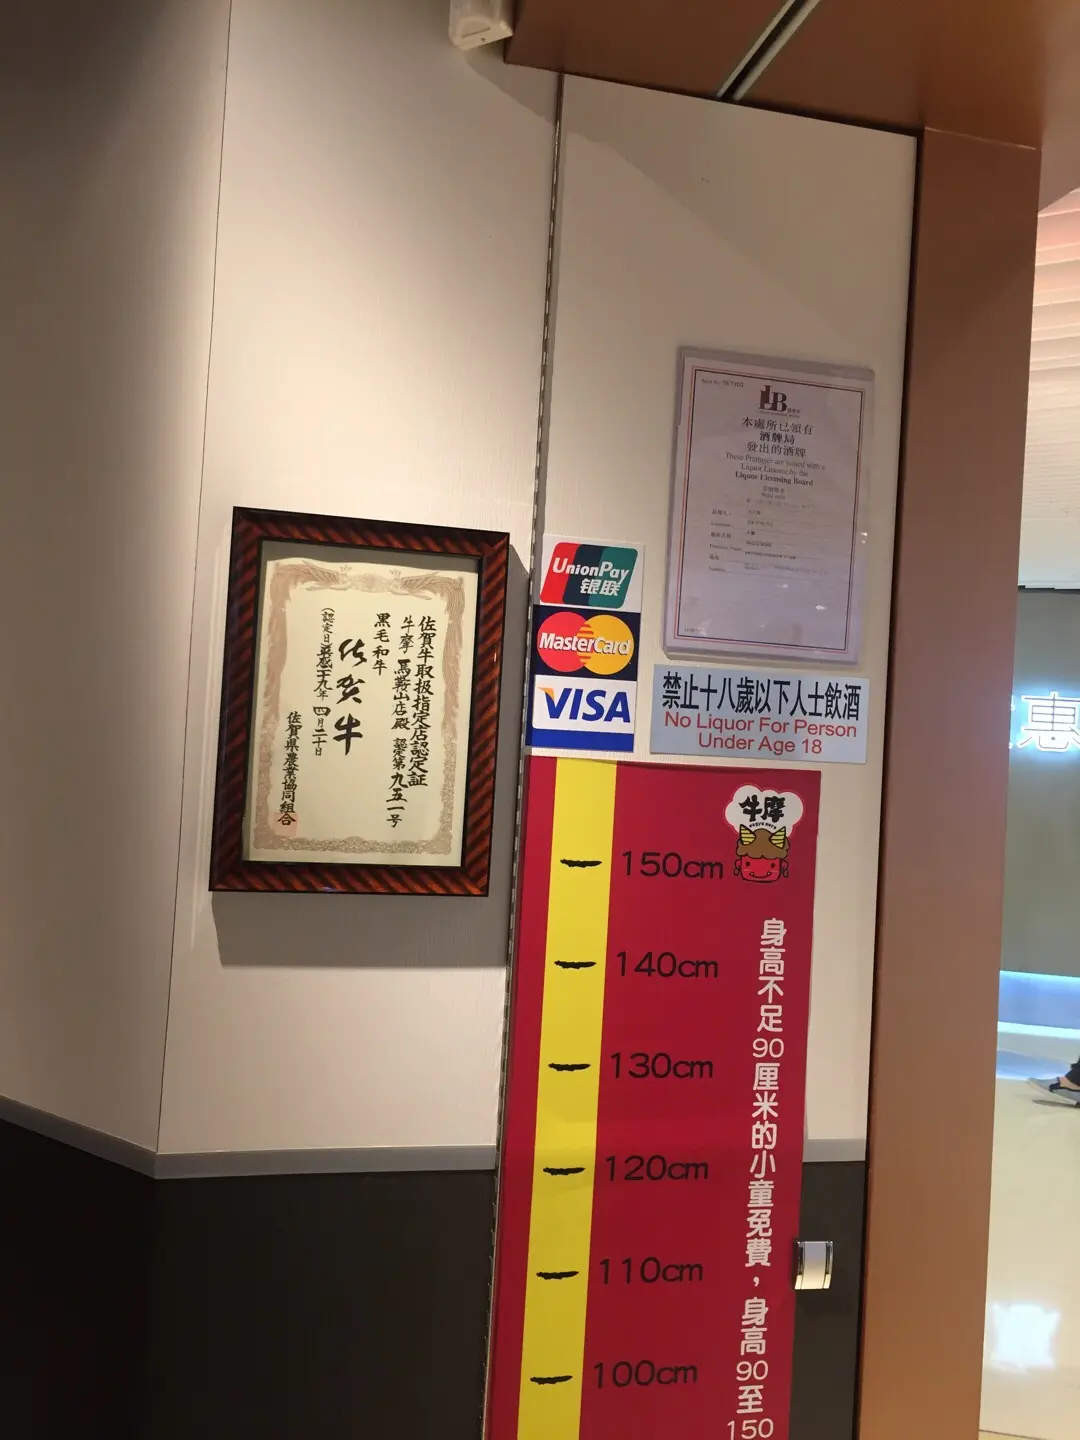 佐賀牛取扱指定店認定証
牛摩 馬鞍山店殿 認定第九五一号
黒毛和牛
佐賀牛
(認定日平成二十九年四月二十日
佐賀県農業協同組合
UnionPay
银联
MasterCard
VISA
LB
本處所已領有
酒牌局
發出的酒牌
These Premises are issued with a
Liquor Licence by the
Liquor Licensing Board
禁止十八歲以下人士飲酒
No Liquor For Person
Under Age 18
牛摩
150cm
140cm
130cm
120cm
110cm
100cm
身高不足90厘米的小童免費，身高90至150
惠